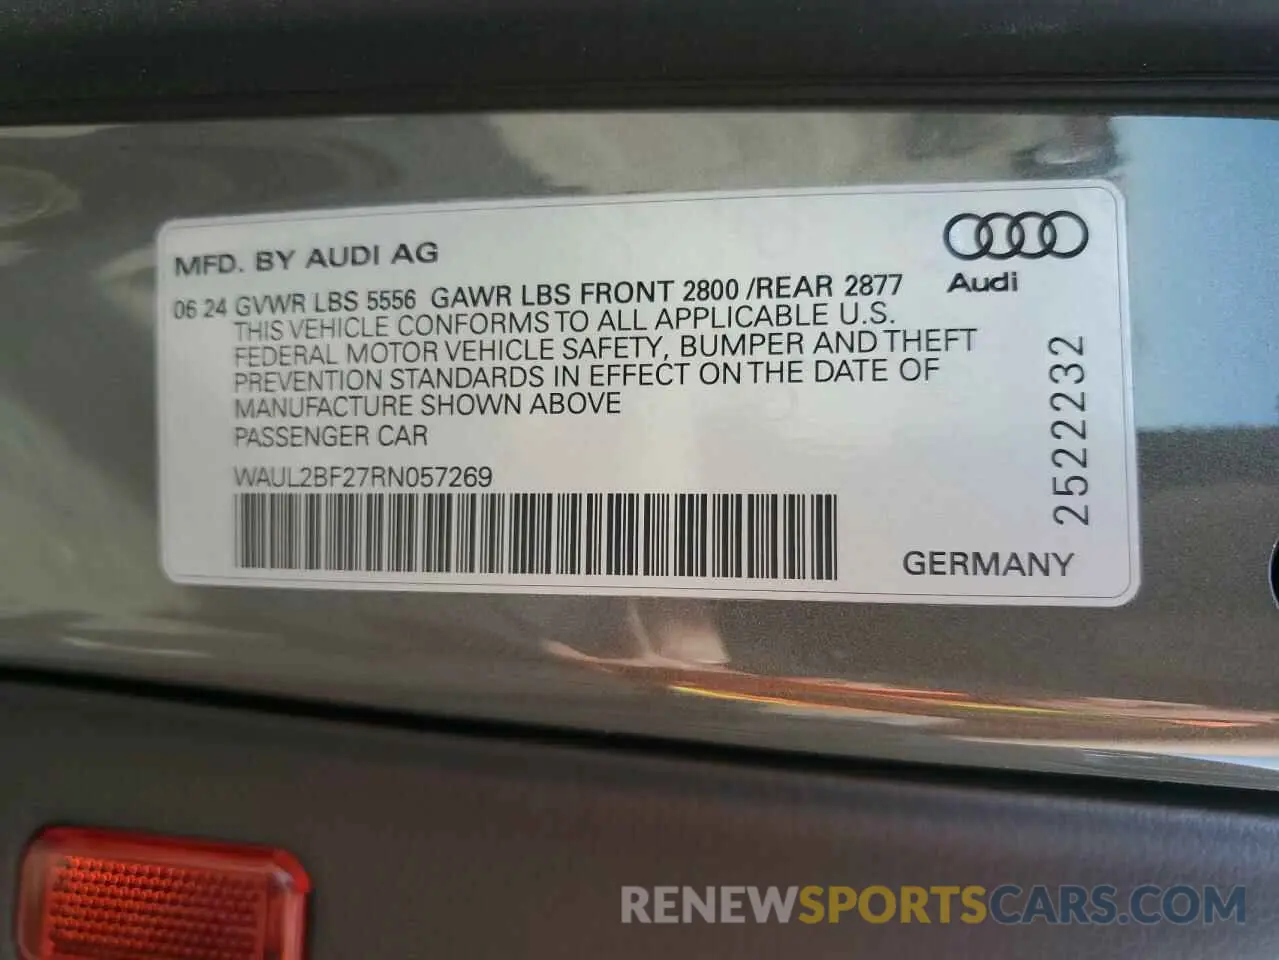 MFD. BY AUDI AG
Audi
06 24 GVWR LBS 5556 GAWR LBS FRONT 2800 /REAR 2877
THIS VEHICLE CONFORMS TO ALL APPLICABLE U.S.
FEDERAL MOTOR VEHICLE SAFETY, BUMPER AND THEFT
PREVENTION STANDARDS IN EFFECT ON THE DATE OF
MANUFACTURE SHOWN ABOVE
PASSENGER CAR
WAUL2BF27RN057269
2522232
GERMANY
RENEWSPORTSCARS.COM